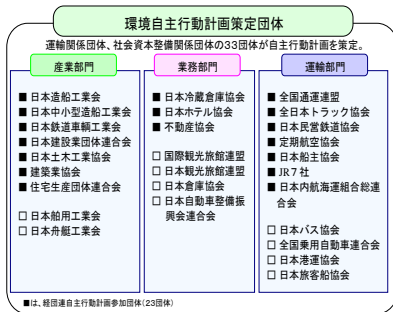 環境自主行動計画策定団体
運輸関係団体、社会資本整備関係団体の33団体が自主行動計画を策定。
産業部門
■ 日本造船工業会
■ 日本中小型造船工業会
■ 日本鉄道車輌工業会
■ 日本建設業団体連合会
■ 日本土木工業協会
■ 建築業協会
■ 住宅生産団体連合会
□ 日本舶用工業会
□ 日本舟艇工業会
業務部門
■ 日本冷蔵倉庫協会
■ 日本ホテル協会
■ 不動産協会
□ 国際観光旅館連盟
□ 日本観光旅館連盟
□ 日本倉庫協会
□ 日本自動車整備振
興会連合会
運輸部門
■ 全国通運連盟
■ 全日本トラック協会
■ 日本民営鉄道協会
■ 定期航空協会
■ 日本船主協会
■ JR7社
■ 日本内航海運組合総連
合会
□ 日本バス協会
□ 全国乗用自動車連合会
□ 日本港運協会
□ 日本旅客船協会
■は、経団連自主行動計画参加団体(23団体)